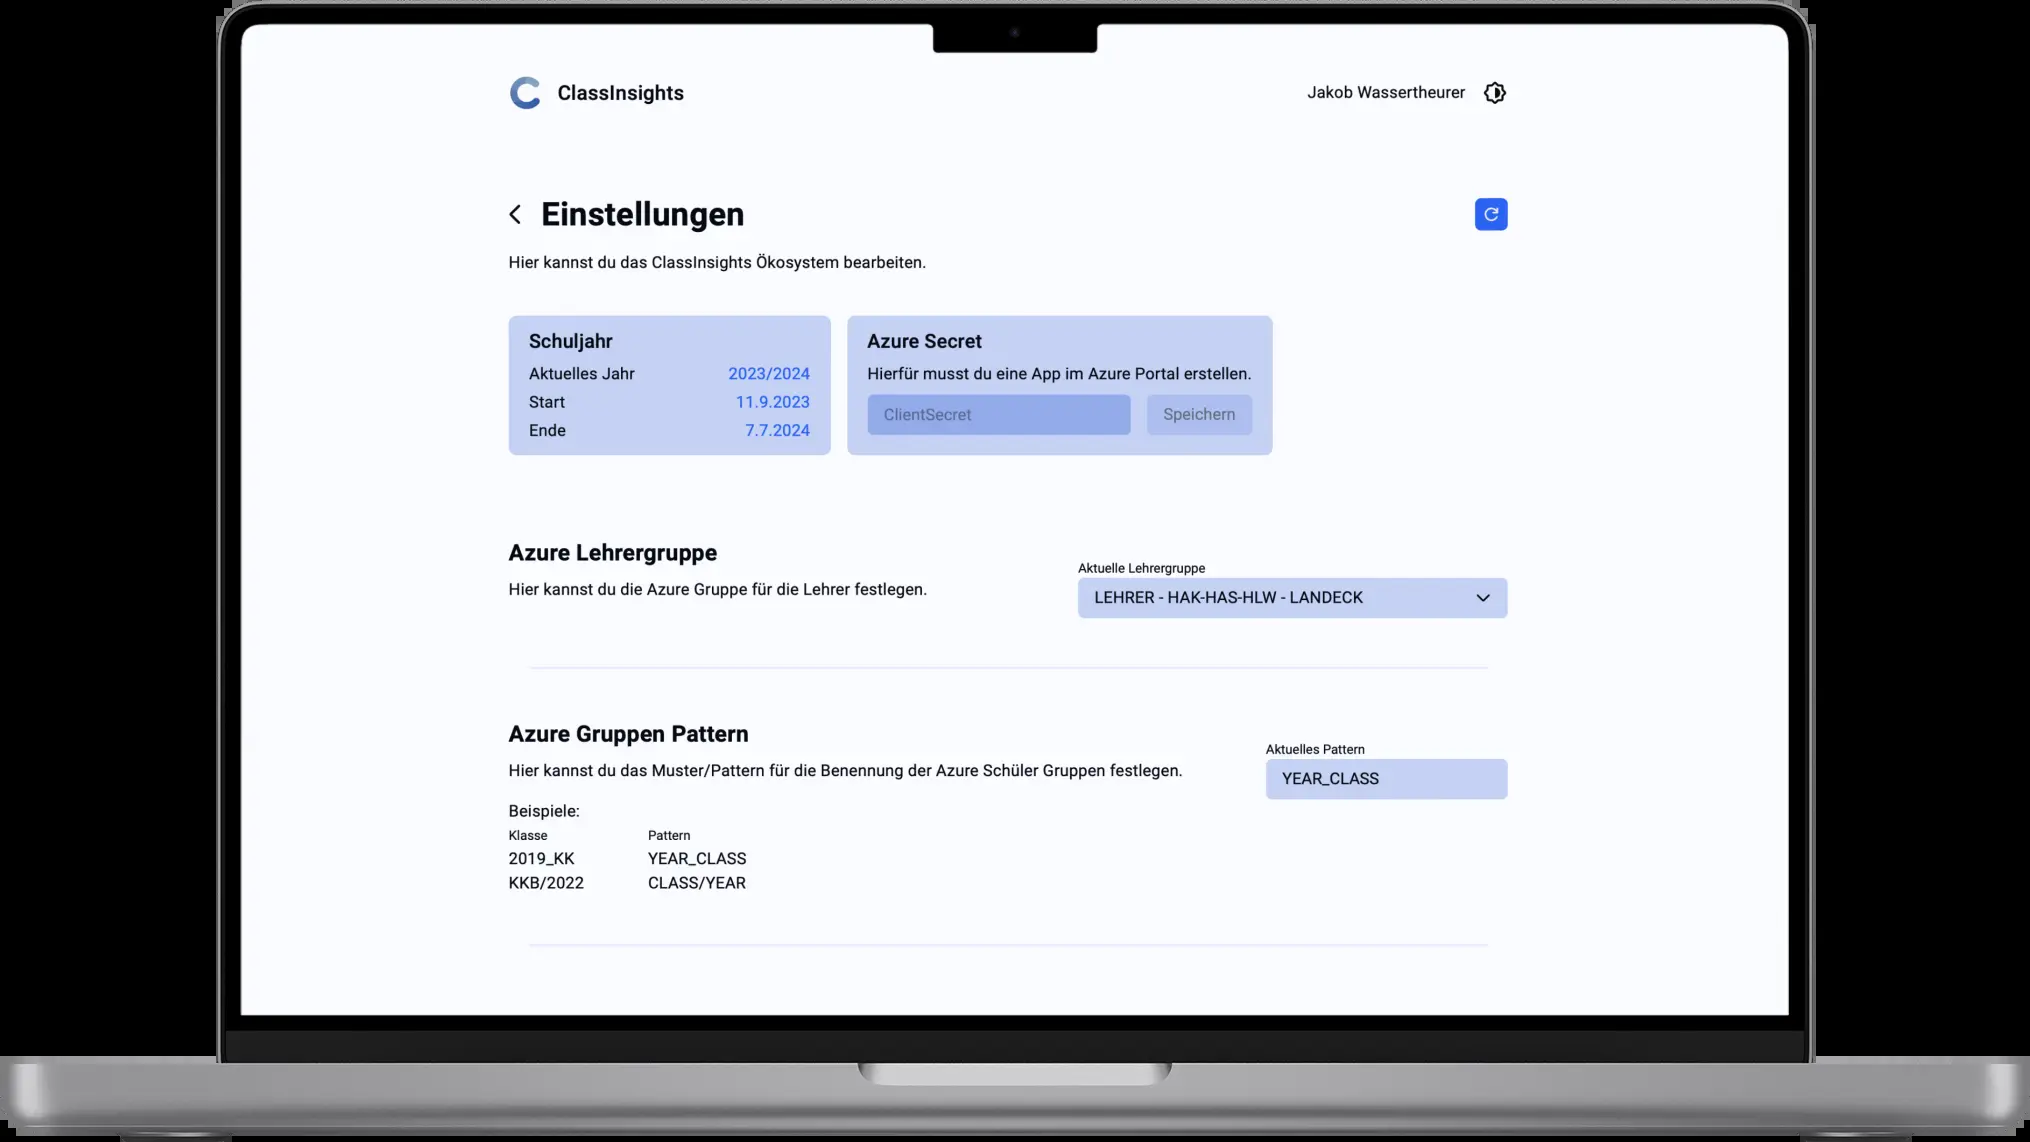 ClassInsights
Jakob Wassertheurer
Einstellungen
Hier kannst du das ClassInsights Ökosystem bearbeiten.
Schuljahr
Aktuelles Jahr 2023/2024
Start 11.9.2023
Ende 7.7.2024
Azure Secret
Hierfür musst du eine App im Azure Portal erstellen.
ClientSecret Speichern
Azure Lehrergruppe
Hier kannst du die Azure Gruppe für die Lehrer festlegen.
Aktuelle Lehrergruppe
LEHRER - HAK-HAS-HLW - LANDECK
Azure Gruppen Pattern
Hier kannst du das Muster/Pattern für die Benennung der Azure Schüler Gruppen festlegen.
Aktuelles Pattern
YEAR_CLASS
Beispiele:
Klasse Pattern
2019_KK YEAR_CLASS
KKB/2022 CLASS/YEAR